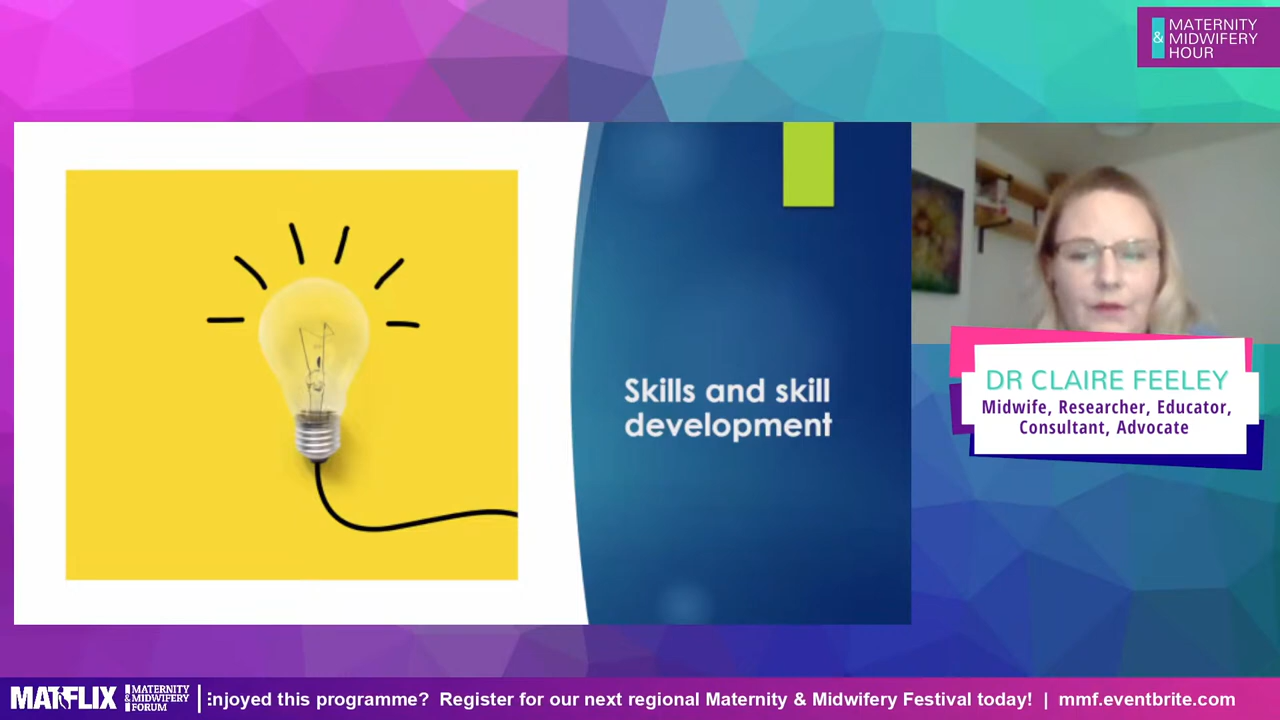 &
MATERNITY
MIDWIFERY
HOUR
Skills and skill
development
DR CLAIRE FEELEY
Midwife, Researcher, Educator,
Consultant, Advocate
MATFLIX
MATERNITY
&MIDWIFERY
FORUM
Enjoyed this programme? Register for our next regional Maternity & Midwifery Festival today! | mmf.eventbrite.com